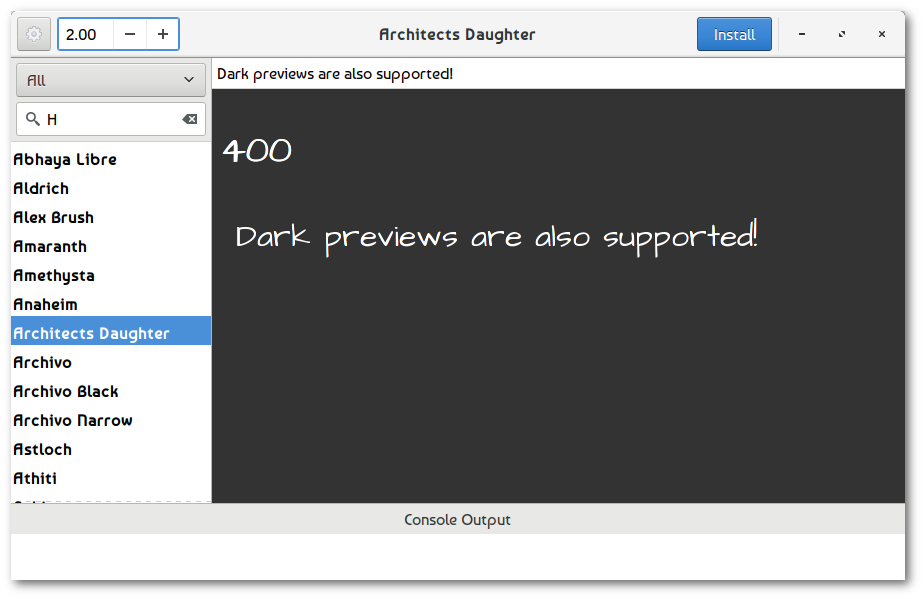 2.00
Architects Daughter
Install
All
H
Dark previews are also supported!
400
Dark previews are also supported!
Abhaya Libre
Aldrich
Alex Brush
Amaranth
Amethysta
Anaheim
Architects Daughter
Archivo
Archivo Black
Archivo Narrow
Astloch
Athiti
Console Output